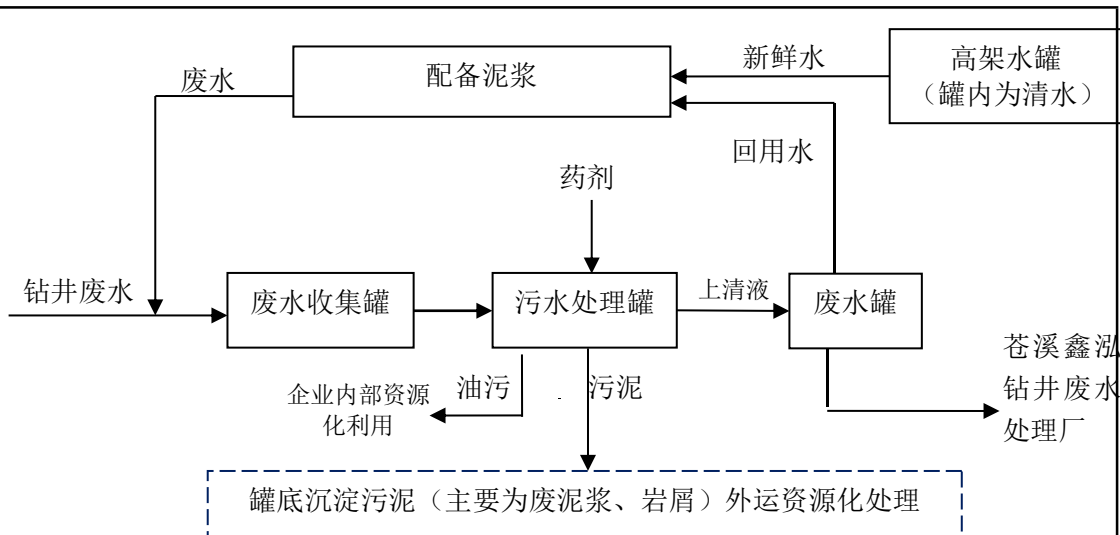 新鲜水
高架水罐
（罐内为清水）
配备泥浆
废水
回用水
药剂
钻井废水
废水收集罐
污水处理罐
上清液
废水罐
苍溪鑫泓
钻井废水
处理厂
企业内部资源
化利用
油污
污泥
罐底沉淀污泥（主要为废泥浆、岩屑）外运资源化处理